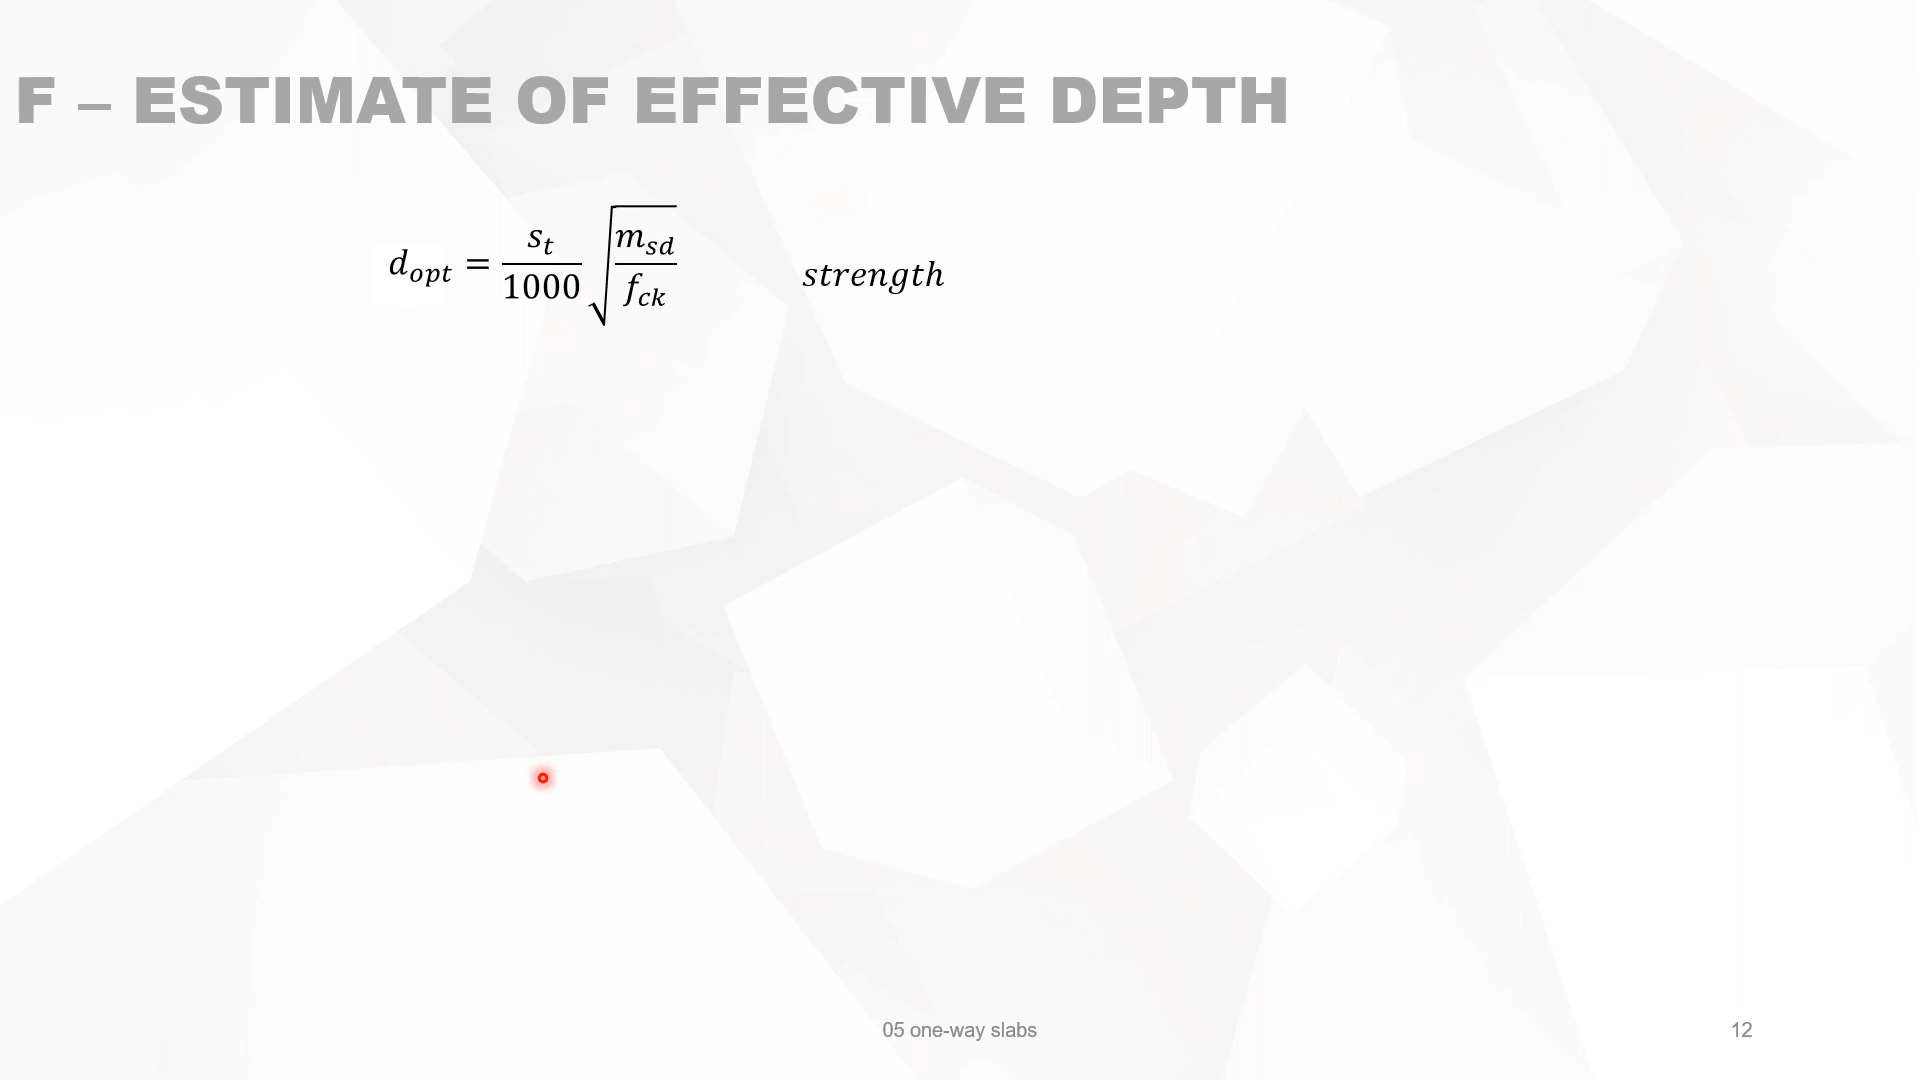 F – ESTIMATE OF EFFECTIVE DEPTH
d_opt = s_t/1000 √(m_sd/f_ck) strength
05 one-way slabs 12